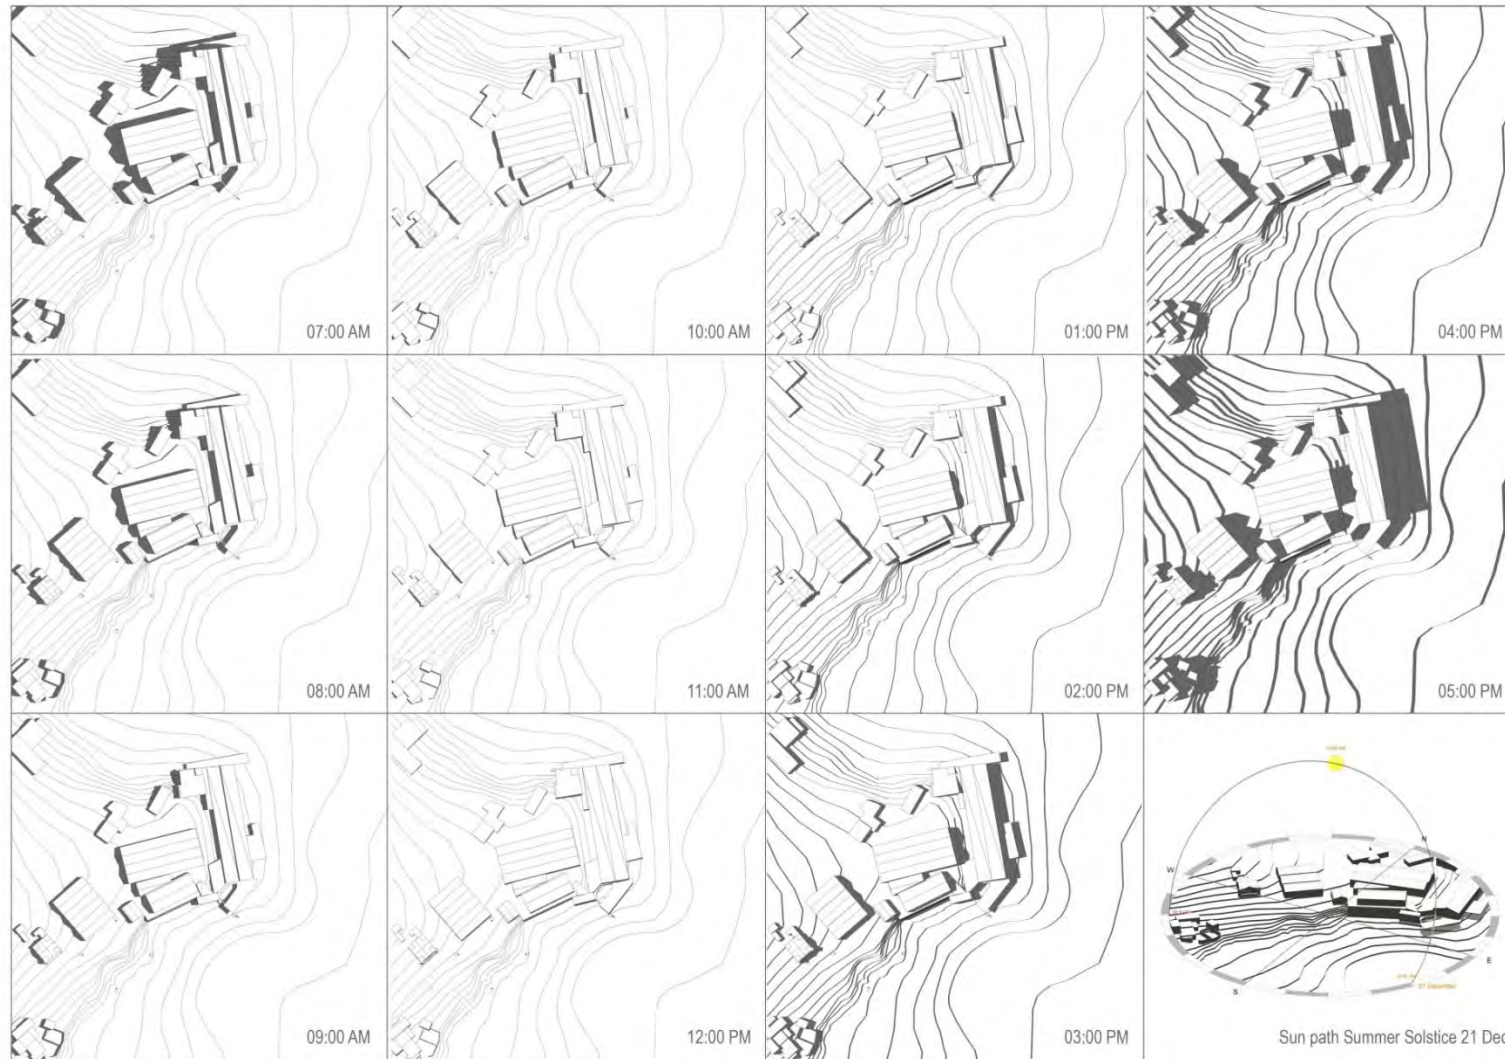 07:00 AM
10:00 AM
01:00 PM
04:00 PM
08:00 AM
11:00 AM
02:00 PM
05:00 PM
09:00 AM
12:00 PM
03:00 PM
N
W
E
S
21 December
Sun path Summer Solstice 21 Dec